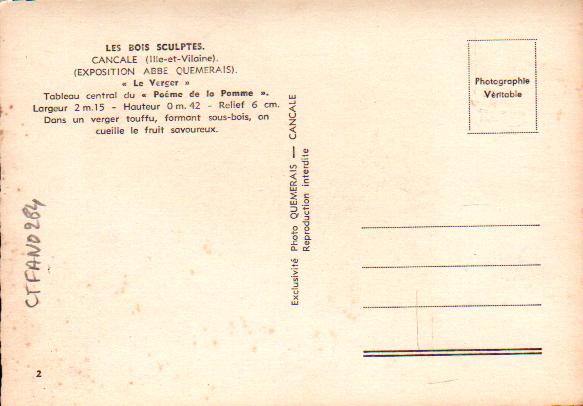 LES BOIS SCULPTES.
CANCALE (Ille-et-Vilaine).
(EXPOSITION ABBE QUEMERAIS).
« Le Verger »
Tableau central du « Poéme de la Pomme ».
Largeur 2 m. 15 - Hauteur 0 m. 42 - Relief 6 cm.
Dans un verger touffu, formant sous-bois, on
cueille le fruit savoureux.
Photographie
Véritable
Exclusivité Photo QUEMERAIS — CANCALE
Reproduction interdite
CTFAND284
2